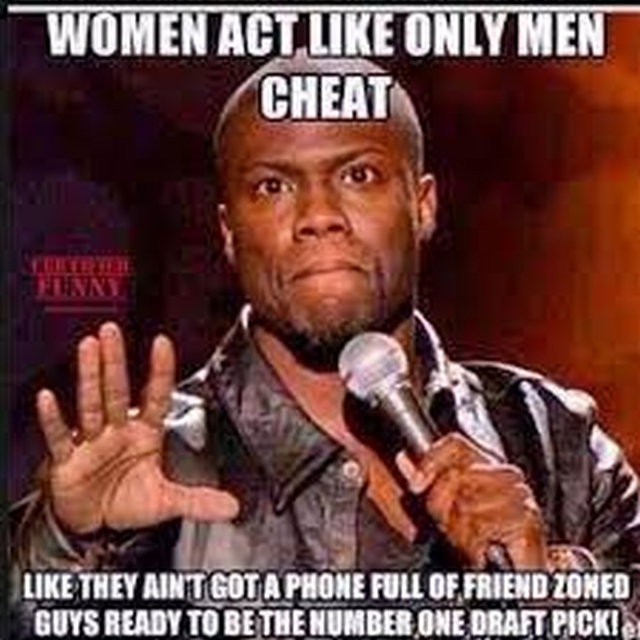 WOMEN ACT LIKE ONLY MEN
CHEAT
CERTIFIED
FUNNY
LIKE THEY AIN'T GOT A PHONE FULL OF FRIEND ZONED
GUYS READY TO BE THE NUMBER ONE DRAFT PICK!